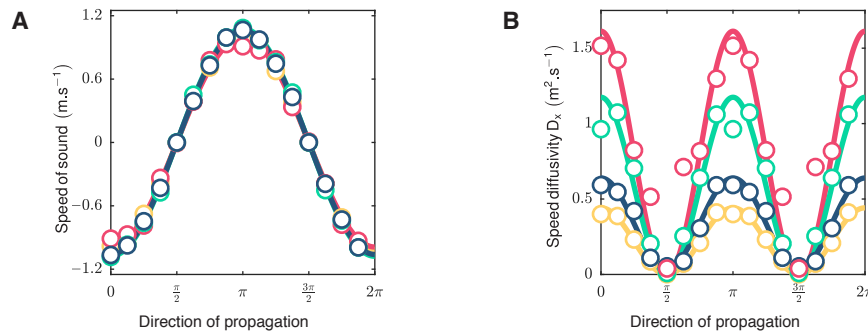 A
Speed of sound (m.s⁻¹)
1.2
0.6
0
−0.6
−1.2
0
π/2
π
3π/2
2π
Direction of propagation
B
Speed diffusivity Dₓ (m².s⁻¹)
1.5
1
0.5
0
0
π/2
π
3π/2
2π
Direction of propagation